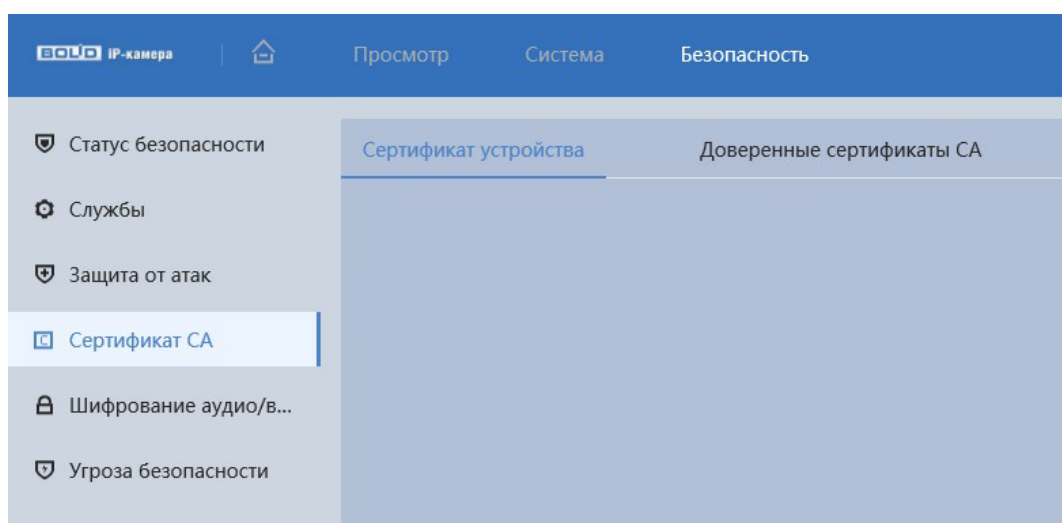 BOLID IP-камера Просмотр Система Безопасность
Статус безопасности
Службы
Защита от атак
Сертификат CA
Шифрование аудио/в...
Угроза безопасности
Сертификат устройства Доверенные сертификаты CA